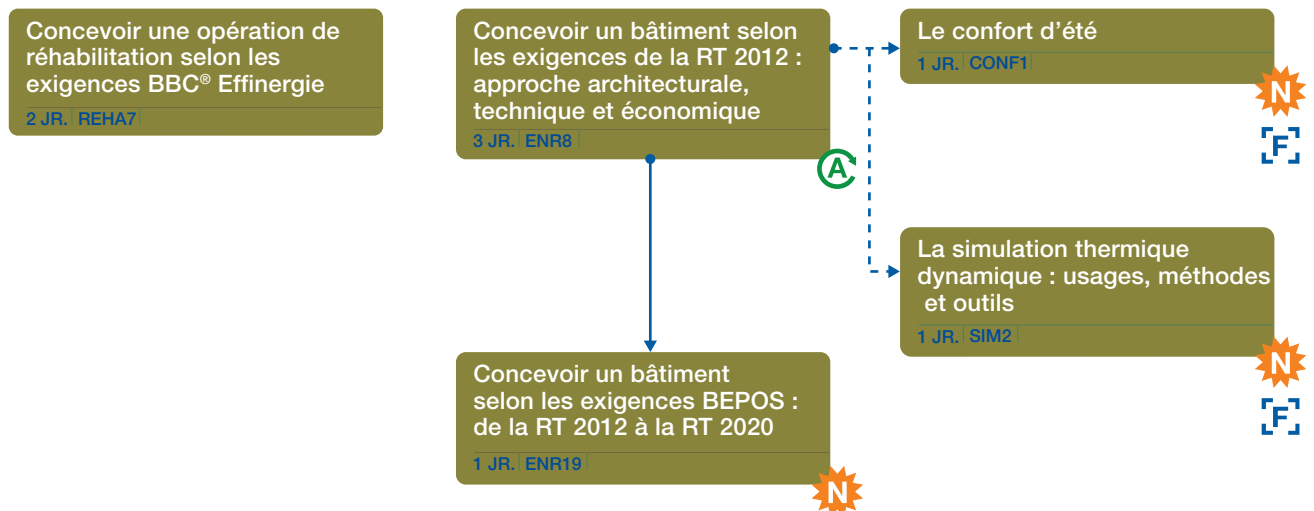 Concevoir une opération de
réhabilitation selon les
exigences BBC® Effinergie
2 JR. REHA7
Concevoir un bâtiment selon
les exigences de la RT 2012 :
approche architecturale,
technique et économique
3 JR. ENR8
A
Le confort d'été
1 JR. CONF1
N
F
La simulation thermique
dynamique : usages, méthodes
et outils
1 JR. SIM2
N
F
Concevoir un bâtiment
selon les exigences BEPOS :
de la RT 2012 à la RT 2020
1 JR. ENR19
N